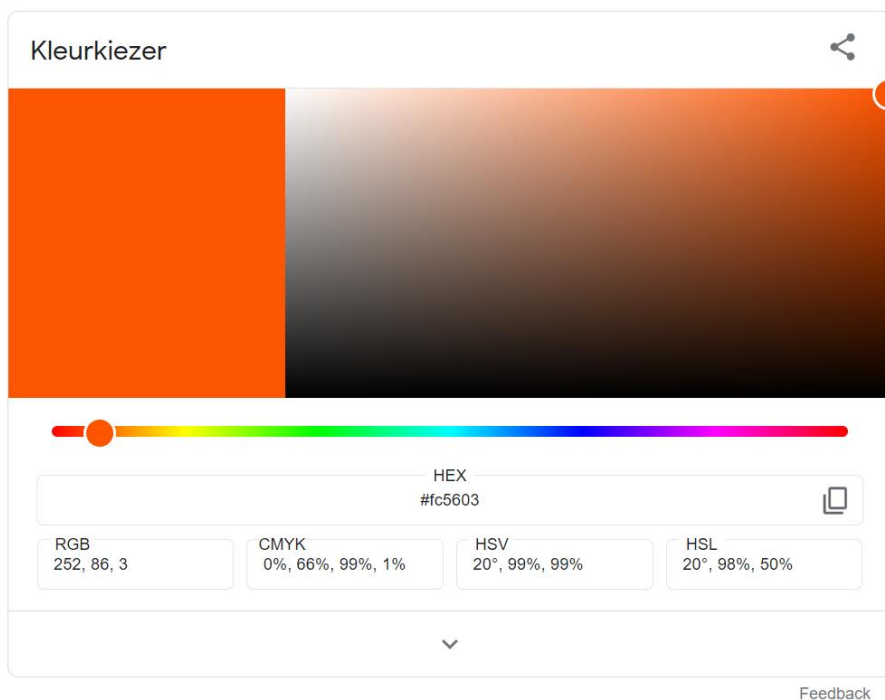 Kleurkiezer
HEX
#fc5603
RGB
252, 86, 3
CMYK
0%, 66%, 99%, 1%
HSV
20°, 99%, 99%
HSL
20°, 98%, 50%
Feedback